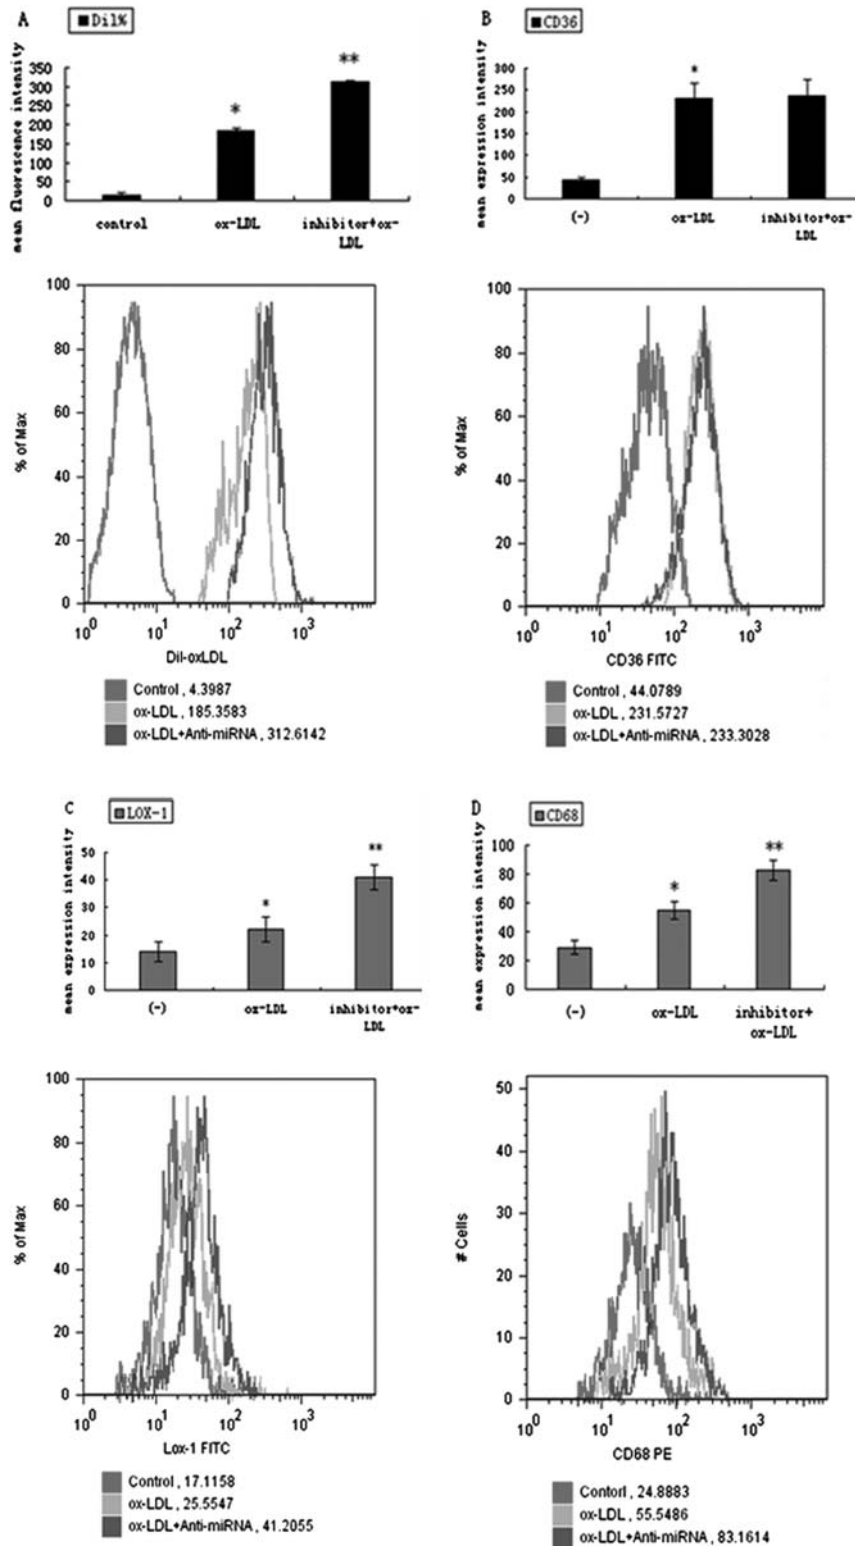 A
■ Dil%
mean fluorescence intensity
350
300
250
200
150
100
50
0
*
**
control
ox-LDL
inhibitor+ox-
LDL
% of Max
100
80
60
40
20
0
10^0
10^1
10^2
10^3
Dil-oxLDL
Control , 4.3987
ox-LDL , 185.3583
ox-LDL+Anti-miRNA , 312.6142
B
■ CD36
mean expression intensity
300
250
200
150
100
50
0
*
(-)
ox-LDL
inhibitor+ox-
LDL
% of Max
100
80
60
40
20
0
10^0
10^1
10^2
10^3
CD36 FITC
Control , 44.0789
ox-LDL , 231.5727
ox-LDL+Anti-miRNA , 233.3028
C
■ LOX-1
mean expression intensity
50
40
30
20
10
0
*
**
(-)
ox-LDL
inhibitor+ox-
LDL
% of Max
100
80
60
40
20
0
10^0
10^1
10^2
10^3
Lox-1 FITC
Control , 17.1158
ox-LDL , 25.5547
ox-LDL+Anti-miRNA , 41.2055
D
■ CD68
mean expression intensity
100
80
60
40
20
0
*
**
(-)
ox-LDL
inhibitor+
ox-LDL
# Cells
50
40
30
20
10
0
10^0
10^1
10^2
10^3
CD68 PE
Contorl , 24.8883
ox-LDL , 55.5486
ox-LDL+Anti-miRNA , 83.1614